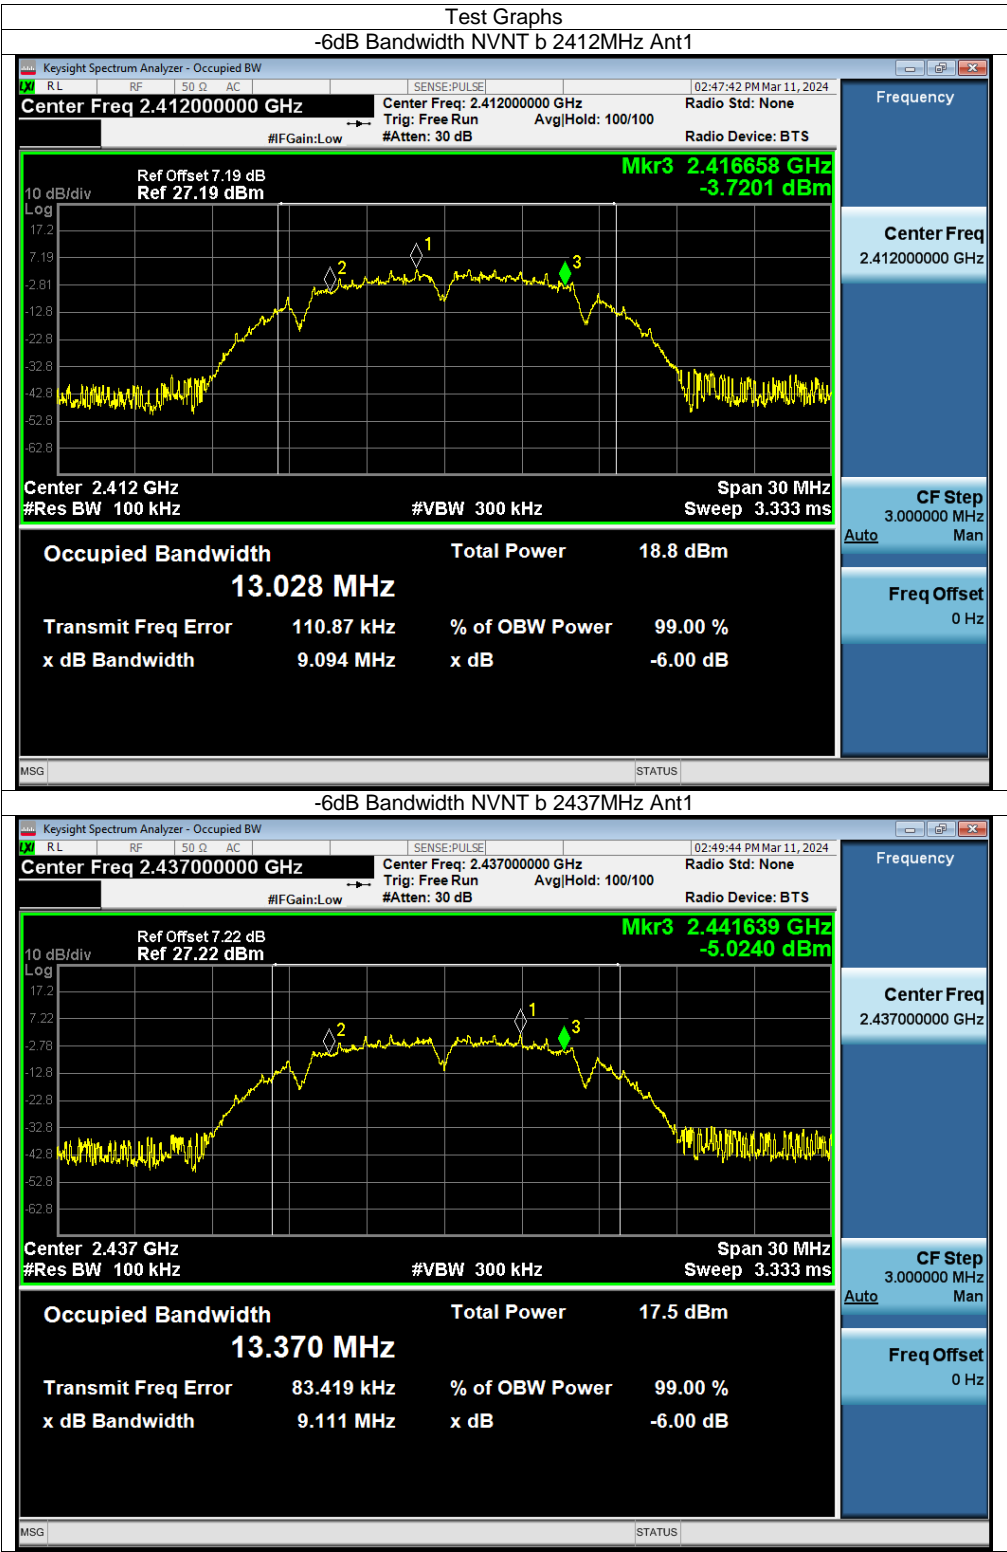 Test Graphs
-6dB Bandwidth NVNT b 2412MHz Ant1
Keysight Spectrum Analyzer - Occupied BW
LXI RL RF 50 Ω AC SENSE:PULSE 02:47:42 PM Mar 11, 2024
Center Freq 2.412000000 GHz Center Freq: 2.412000000 GHz Radio Std: None
Trig: Free Run Avg|Hold: 100/100
#IFGain:Low #Atten: 30 dB Radio Device: BTS
Frequency
Mkr3 2.416658 GHz
-3.7201 dBm
Ref Offset 7.19 dB
10 dB/div Ref 27.19 dBm
Log
17.2
7.19
-2.81
-12.8
-22.8
-32.8
-42.8
-52.8
-62.8
1
2
3
Center Freq
2.412000000 GHz
Center 2.412 GHz Span 30 MHz
#Res BW 100 kHz #VBW 300 kHz Sweep 3.333 ms
CF Step
3.000000 MHz
Auto Man
Occupied Bandwidth Total Power 18.8 dBm
13.028 MHz
Transmit Freq Error 110.87 kHz % of OBW Power 99.00 %
x dB Bandwidth 9.094 MHz x dB -6.00 dB
Freq Offset
0 Hz
MSG STATUS
-6dB Bandwidth NVNT b 2437MHz Ant1
Keysight Spectrum Analyzer - Occupied BW
LXI RL RF 50 Ω AC SENSE:PULSE 02:49:44 PM Mar 11, 2024
Center Freq 2.437000000 GHz Center Freq: 2.437000000 GHz Radio Std: None
Trig: Free Run Avg|Hold: 100/100
#IFGain:Low #Atten: 30 dB Radio Device: BTS
Frequency
Mkr3 2.441639 GHz
-5.0240 dBm
Ref Offset 7.22 dB
10 dB/div Ref 27.22 dBm
Log
17.2
7.22
-2.78
-12.8
-22.8
-32.8
-42.8
-52.8
-62.8
1
2
3
Center Freq
2.437000000 GHz
Center 2.437 GHz Span 30 MHz
#Res BW 100 kHz #VBW 300 kHz Sweep 3.333 ms
CF Step
3.000000 MHz
Auto Man
Occupied Bandwidth Total Power 17.5 dBm
13.370 MHz
Transmit Freq Error 83.419 kHz % of OBW Power 99.00 %
x dB Bandwidth 9.111 MHz x dB -6.00 dB
Freq Offset
0 Hz
MSG STATUS